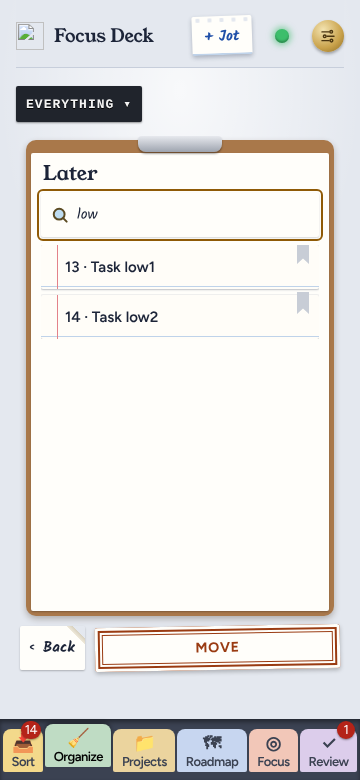 Focus Deck
+ Jot
EVERYTHING ▾
Later
low
13 · Task low1
14 · Task low2
‹ Back
MOVE
14
1
Sort
Organize
Projects
Roadmap
Focus
Review